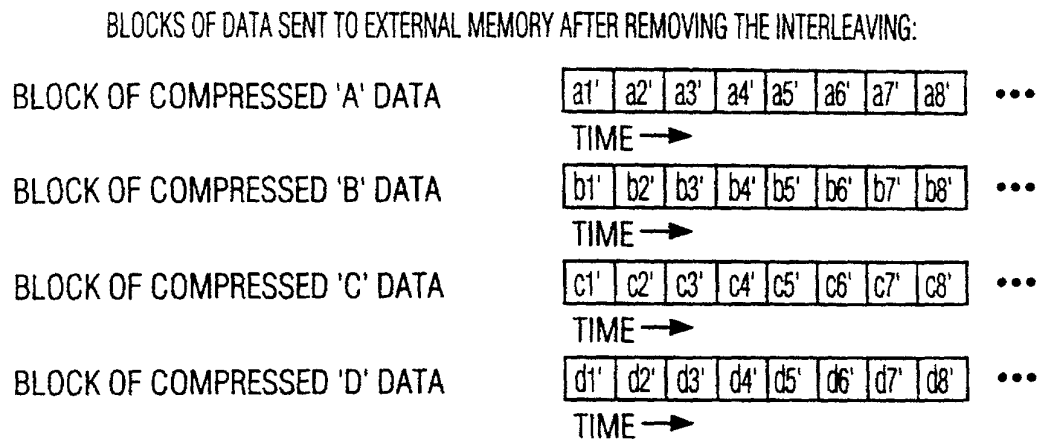 BLOCKS OF DATA SENT TO EXTERNAL MEMORY AFTER REMOVING THE INTERLEAVING:
BLOCK OF COMPRESSED 'A' DATA a1' a2' a3' a4' a5' a6' a7' a8' •••
TIME
BLOCK OF COMPRESSED 'B' DATA b1' b2' b3' b4' b5' b6' b7' b8' •••
TIME
BLOCK OF COMPRESSED 'C' DATA c1' c2' c3' c4' c5' c6' c7' c8' •••
TIME
BLOCK OF COMPRESSED 'D' DATA d1' d2' d3' d4' d5' d6' d7' d8' •••
TIME